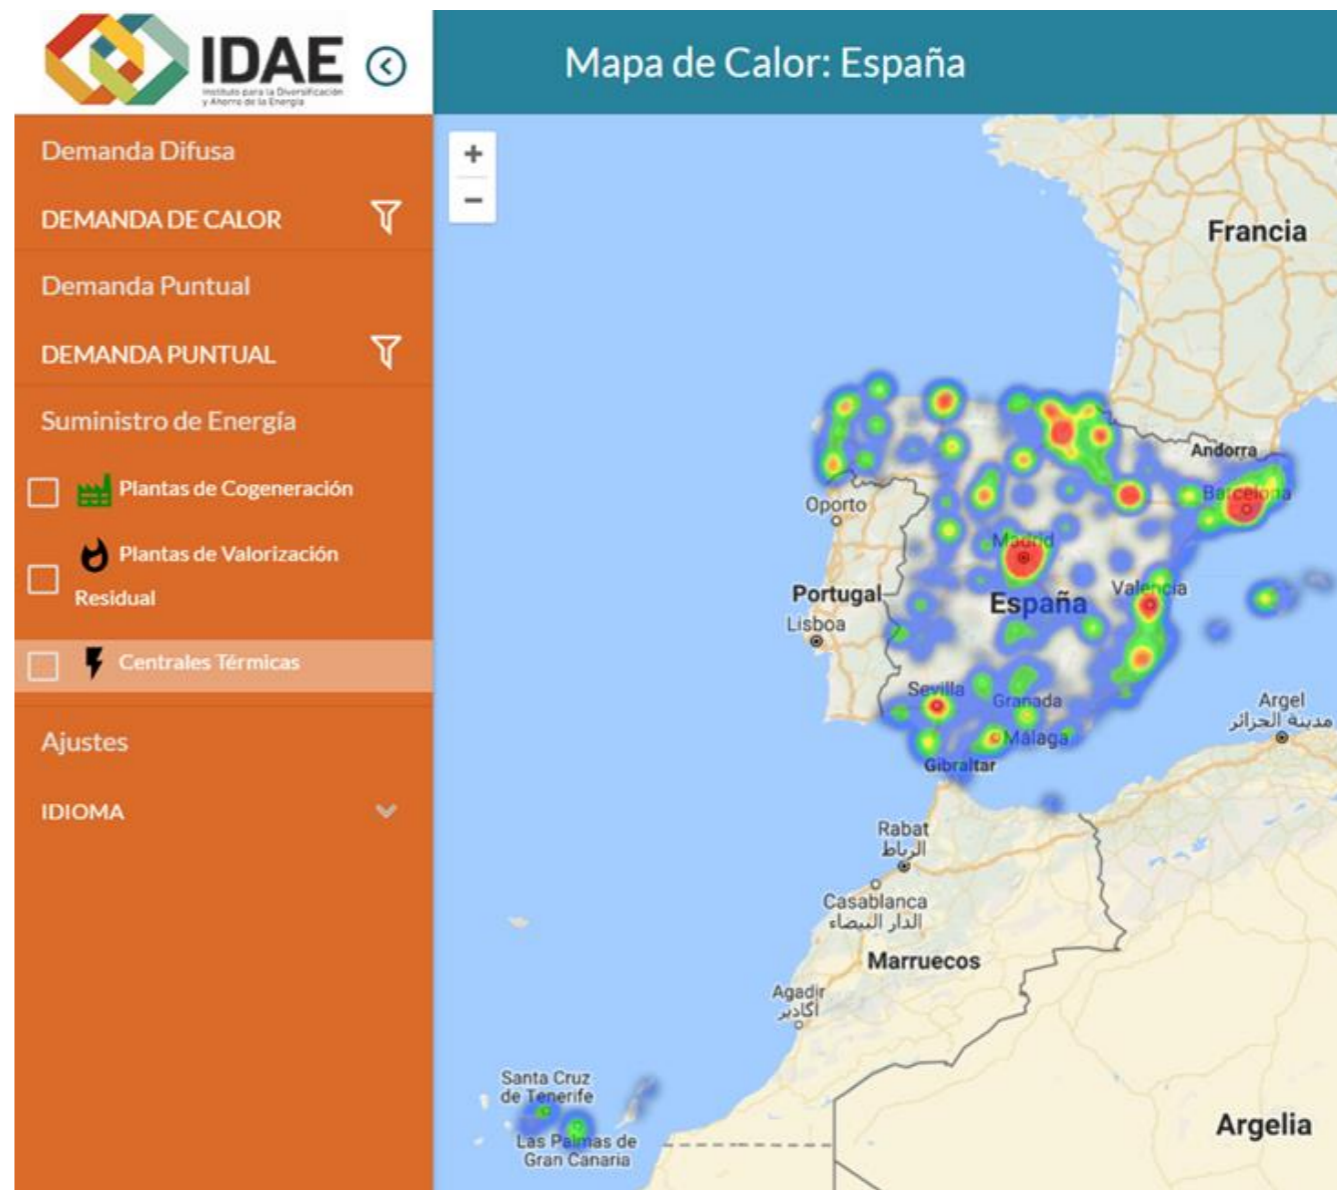 IDAE
Instituto para la Diversificación
y Ahorro de la Energía
Mapa de Calor: España
Demanda Difusa
DEMANDA DE CALOR
Demanda Puntual
DEMANDA PUNTUAL
Suministro de Energía
Plantas de Cogeneración
Plantas de Valorización
Residual
Centrales Térmicas
Ajustes
IDIOMA
+
−
Francia
Andorra
Barcelona
Oporto
Madrid
Portugal
España
Valencia
Lisboa
Sevilla
Granada
Málaga
Gibraltar
Argel
مدينة الجزائر
Rabat
الرباط
Casablanca
الدار البيضاء
Marruecos
Agadir
أكادير
Santa Cruz
de Tenerife
Las Palmas de
Gran Canaria
Argelia